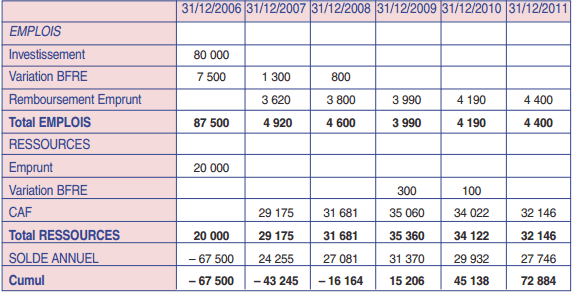 31/12/2006 31/12/2007 31/12/2008 31/12/2009 31/12/2010 31/12/2011
EMPLOIS
Investissement 80 000
Variation BFRE 7 500 1 300 800
Remboursement Emprunt 3 620 3 800 3 990 4 190 4 400
Total EMPLOIS 87 500 4 920 4 600 3 990 4 190 4 400
RESSOURCES
Emprunt 20 000
Variation BFRE 300 100
CAF 29 175 31 681 35 060 34 022 32 146
Total RESSOURCES 20 000 29 175 31 681 35 360 34 122 32 146
SOLDE ANNUEL – 67 500 24 255 27 081 31 370 29 932 27 746
Cumul – 67 500 – 43 245 – 16 164 15 206 45 138 72 884